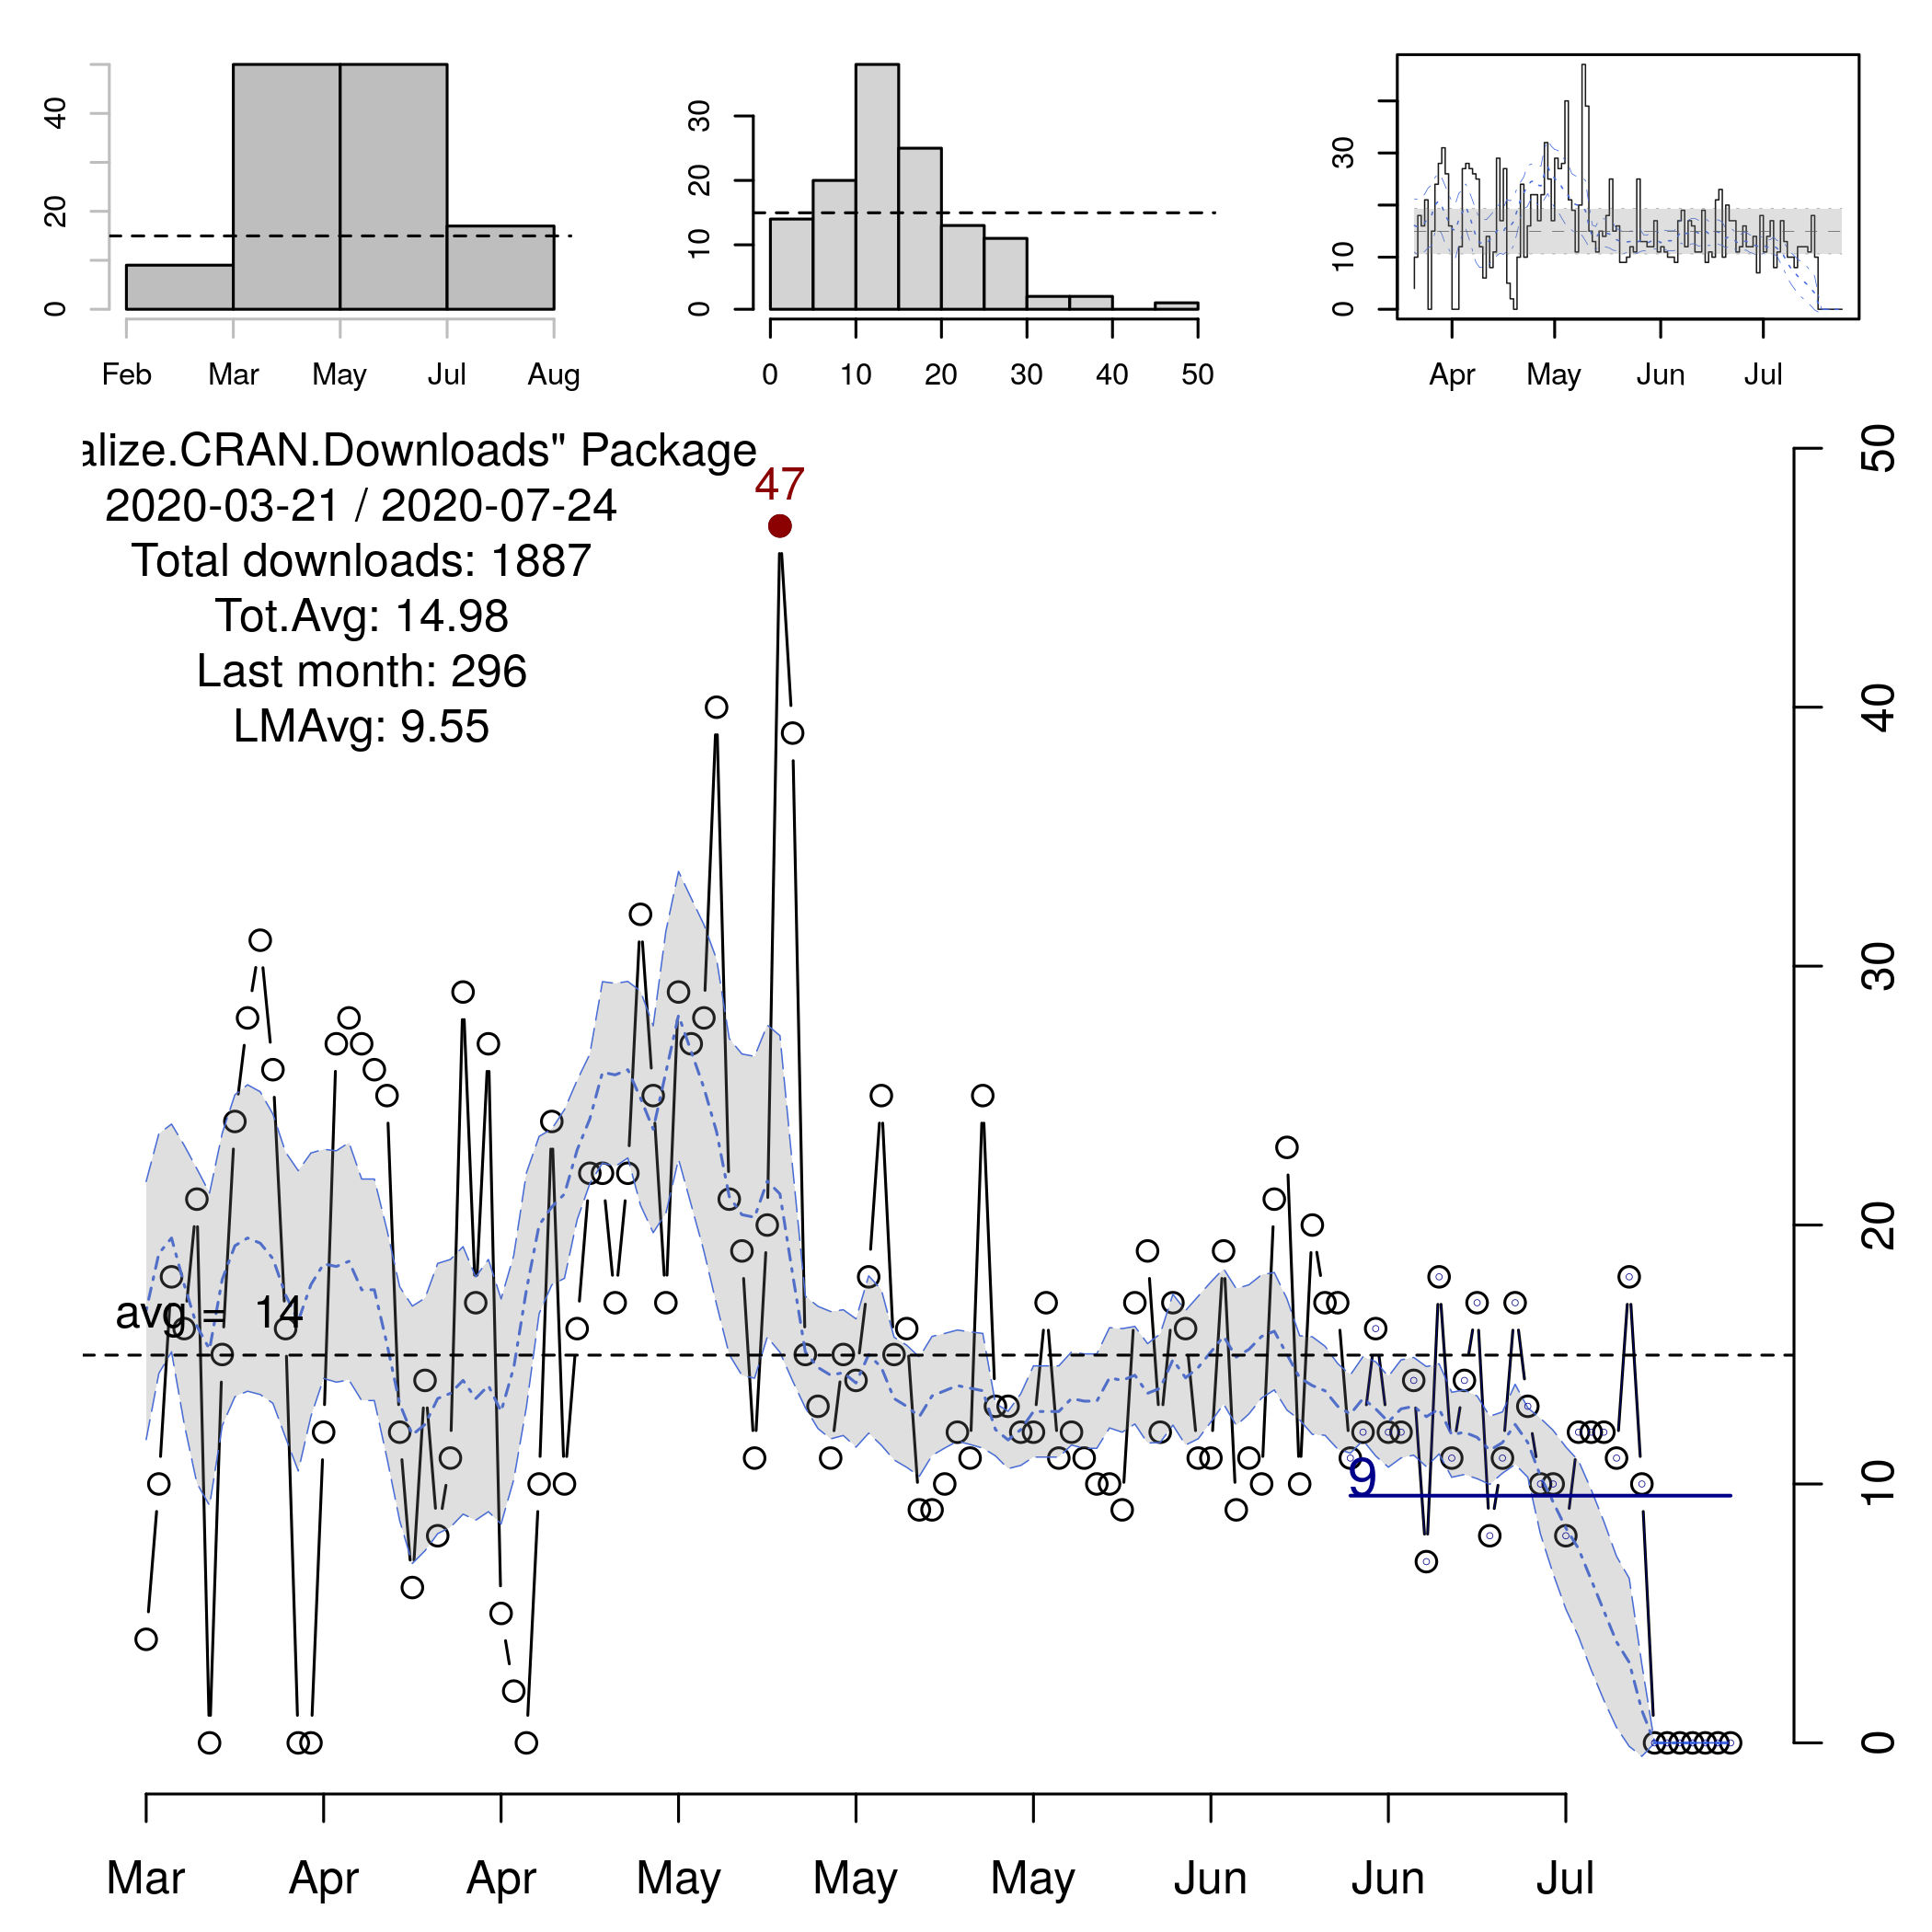 40
20
0
Feb Mar May Jul Aug
30
20
10
0
0 10 20 30 40 50
30
10
0
Apr May Jun Jul
alize.CRAN.Downloads" Package
2020-03-21 / 2020-07-24
Total downloads: 1887
Tot.Avg: 14.98
Last month: 296
LMAvg: 9.55
47
avg = 14
9
50
40
30
20
10
0
Mar Apr Apr May May May Jun Jun Jul